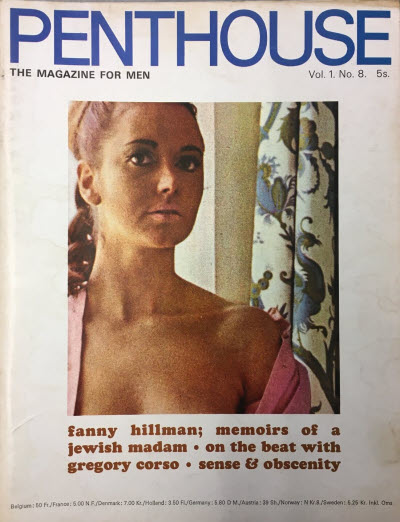 PENTHOUSE
THE MAGAZINE FOR MEN
Vol. 1. No. 8. 5s.
fanny hillman; memoirs of a
jewish madam • on the beat with
gregory corso • sense & obscenity
Belgium: 50 Fr./France: 5.00 N.F./Denmark: 7.00 Kr./Holland: 3.50 Fl./Germany: 5.60 D M./Austria: 39 Sh./Norway: N Kr.8./Sweden: 6.25 Kr. Inkl. Oms